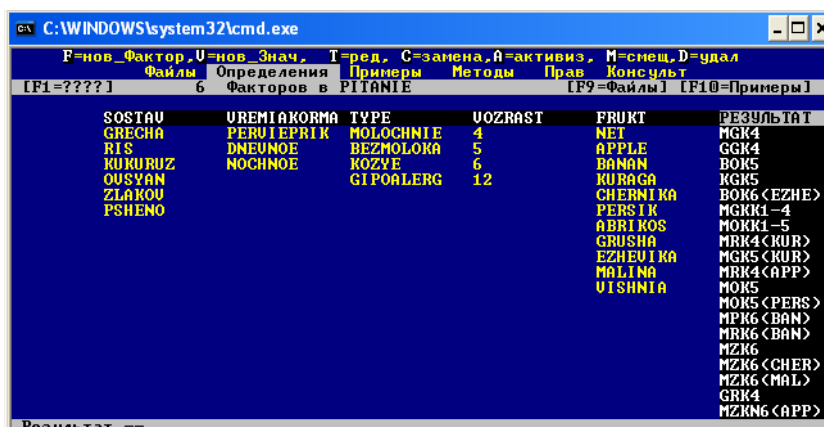 C:\WINDOWS\system32\cmd.exe
F=нов_Фактор,V=нов_Знач, T=ред, C=замена,A=активиз, M=смещ,D=удал
Файлы Определения Примеры Методы Прав Консульт
[F1=????] 6 Факторов в PITANIE [F9=Файлы] [F10=Примеры]
SOSTAV VREMIAKORMA TYPE VOZRAST FRUKT РЕЗУЛЬТАТ
GRECHA PERVIEPRIK MOLOCHNIE 4 NET MGK4
RIS DNEVNOE BEZMOLOKA 5 APPLE GGK4
KUKURUZ NOCHNOE KOZYE 6 BANAN BOK5
OVSYAN GIPOALERG 12 KURAGA KGK5
ZLAKOV CHERNIKA BOK6(EZHE)
PSHENO PERSIK MGKK1-4
ABRIKOS MOKK1-5
GRUSHA MRK4(KUR)
EZHEVIKA MGK5(KUR)
MALINA MRK4(APP)
VISHNIA MOK5
MOK5(PERS)
MPK6(BAN)
MRK6(BAN)
MZK6
MZK6(CHER)
MZK6(MAL)
GRK4
MZKN6(APP)
Результат ==